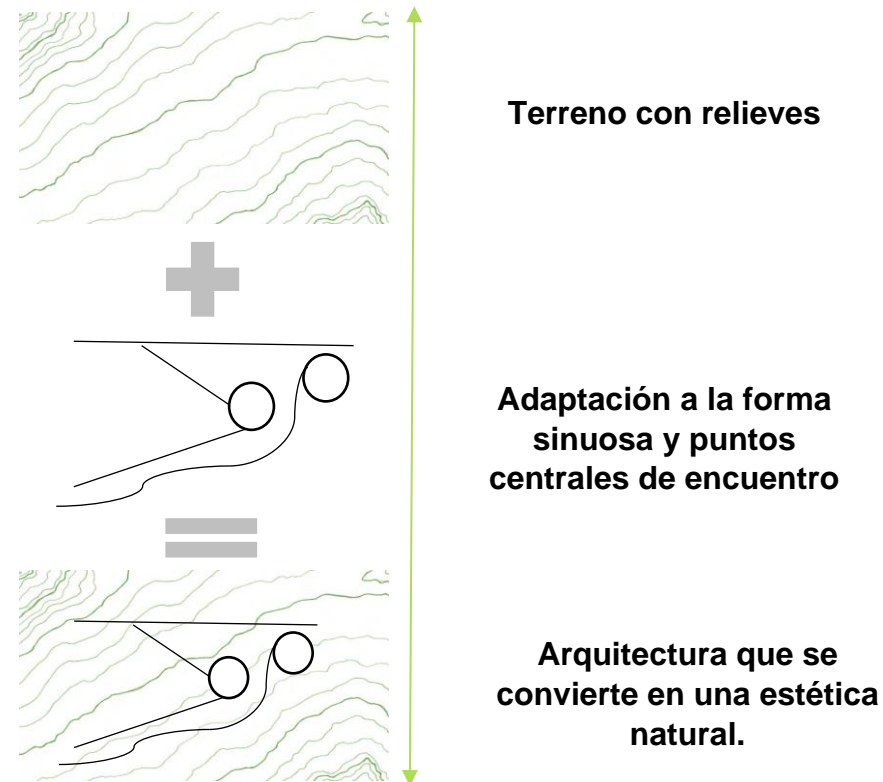 Terreno con relieves
Adaptación a la forma
sinuosa y puntos
centrales de encuentro
Arquitectura que se
convierte en una estética
natural.